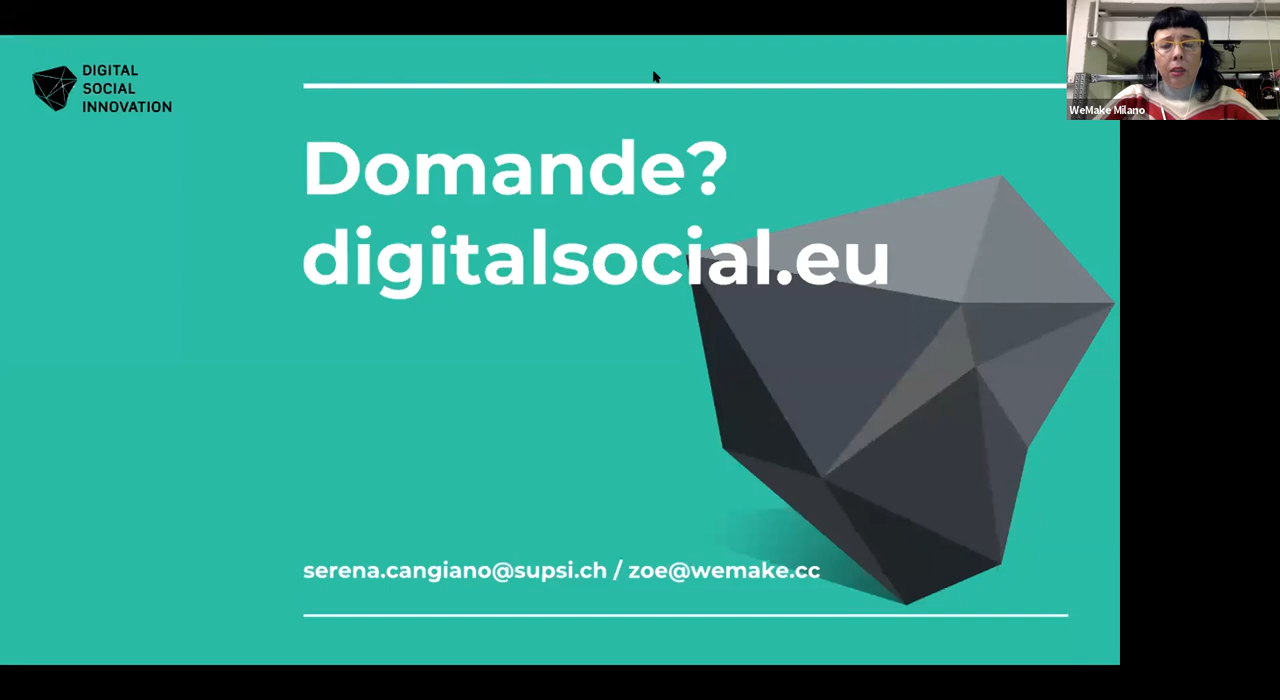 DIGITAL
SOCIAL
INNOVATION
WeMake Milano
Domande?
digitalsocial.eu
serena.cangiano@supsi.ch / zoe@wemake.cc